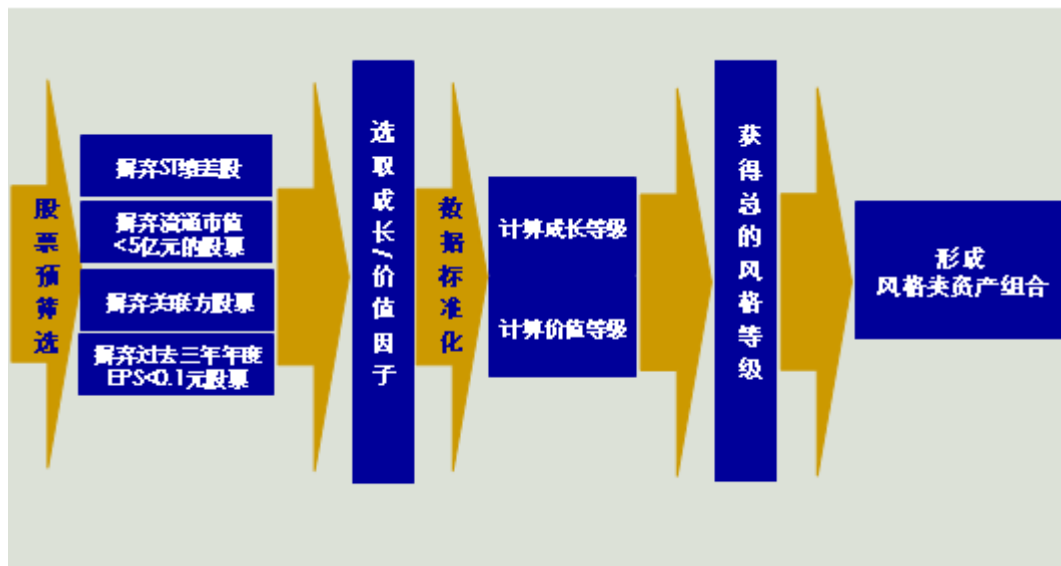 股票预筛选
摒弃ST绩差股
摒弃流通市值
<5亿元的股票
摒弃关联方股票
摒弃过去三年年度
EPS<0.1元股票
选取成长/价值因子
数据标准化
计算成长等级
计算价值等级
获得总的风格等级
形成
风格类资产组合